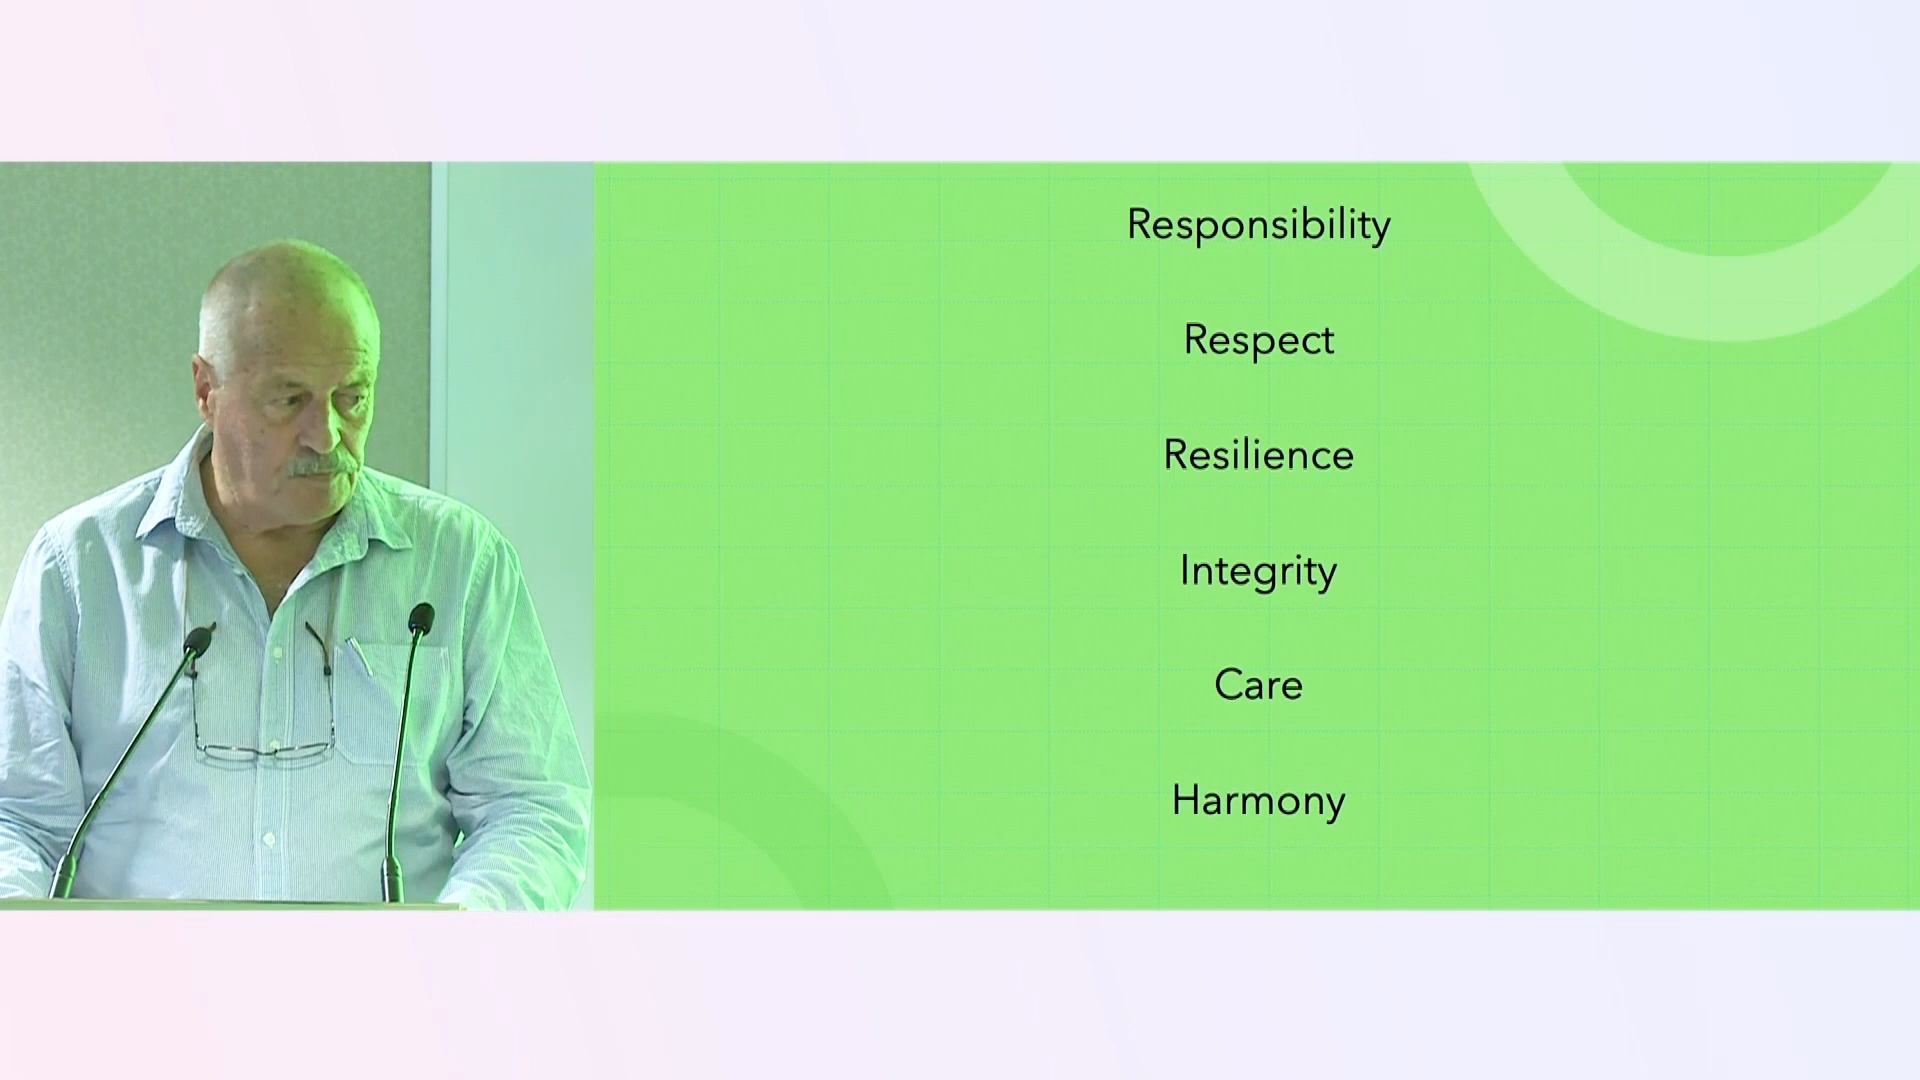 Responsibility
Respect
Resilience
Integrity
Care
Harmony